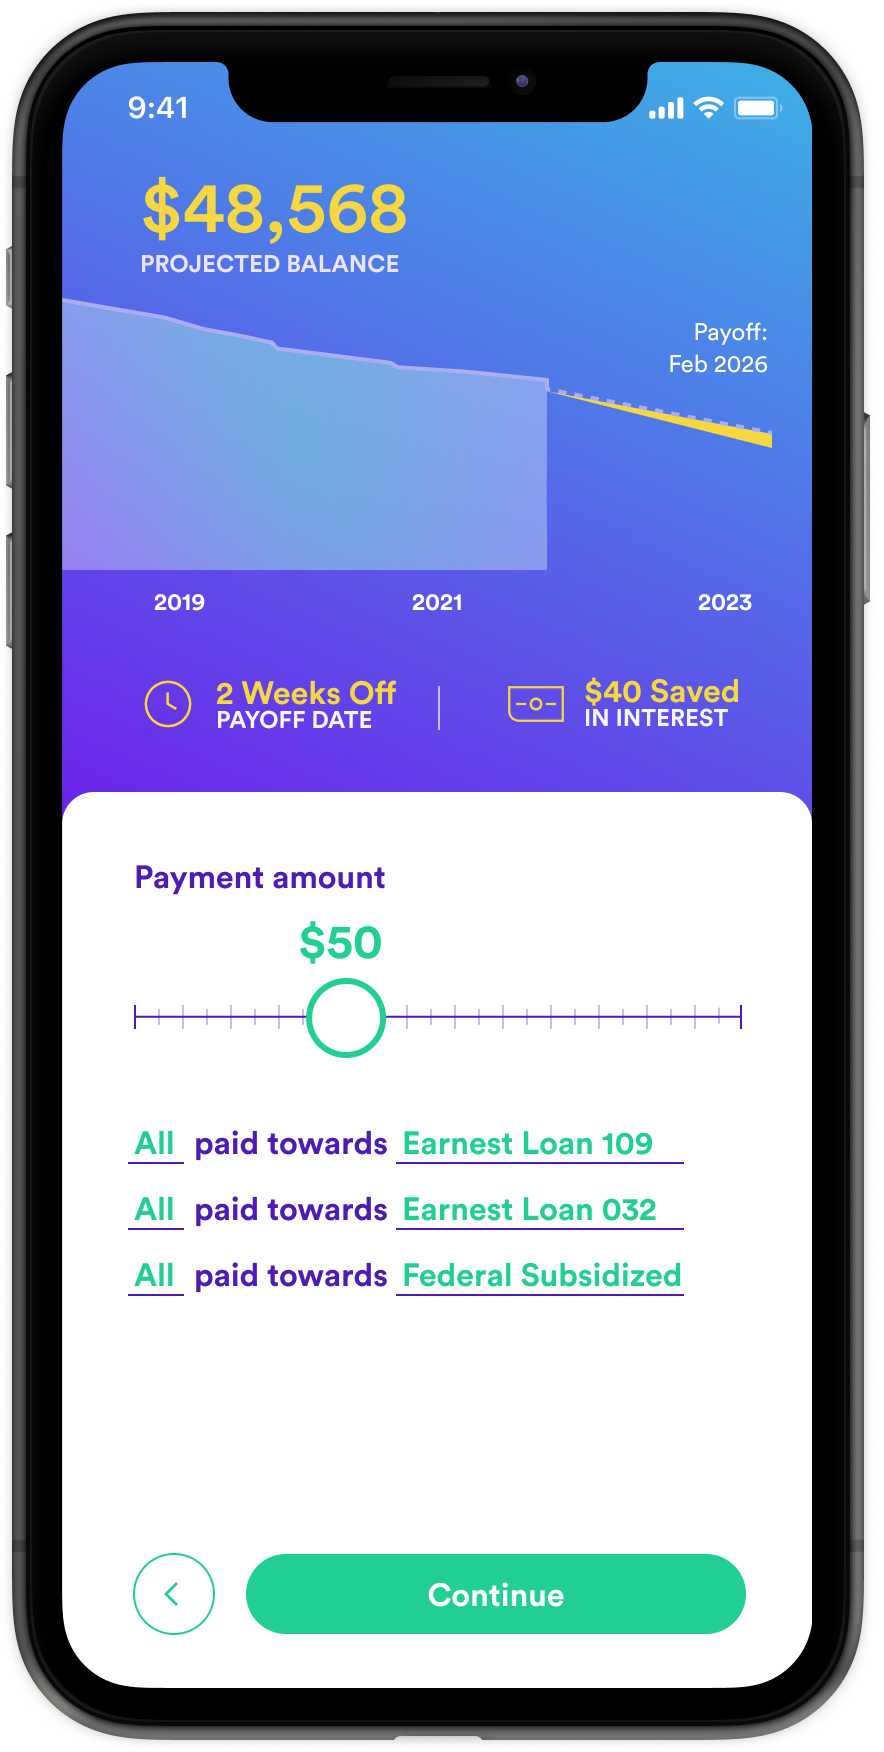 9:41
$48,568
PROJECTED BALANCE
Payoff:
Feb 2026
2019 2021 2023
2 Weeks Off
PAYOFF DATE
$40 Saved
IN INTEREST
Payment amount
$50
All paid towards Earnest Loan 109
All paid towards Earnest Loan 032
All paid towards Federal Subsidized
Continue